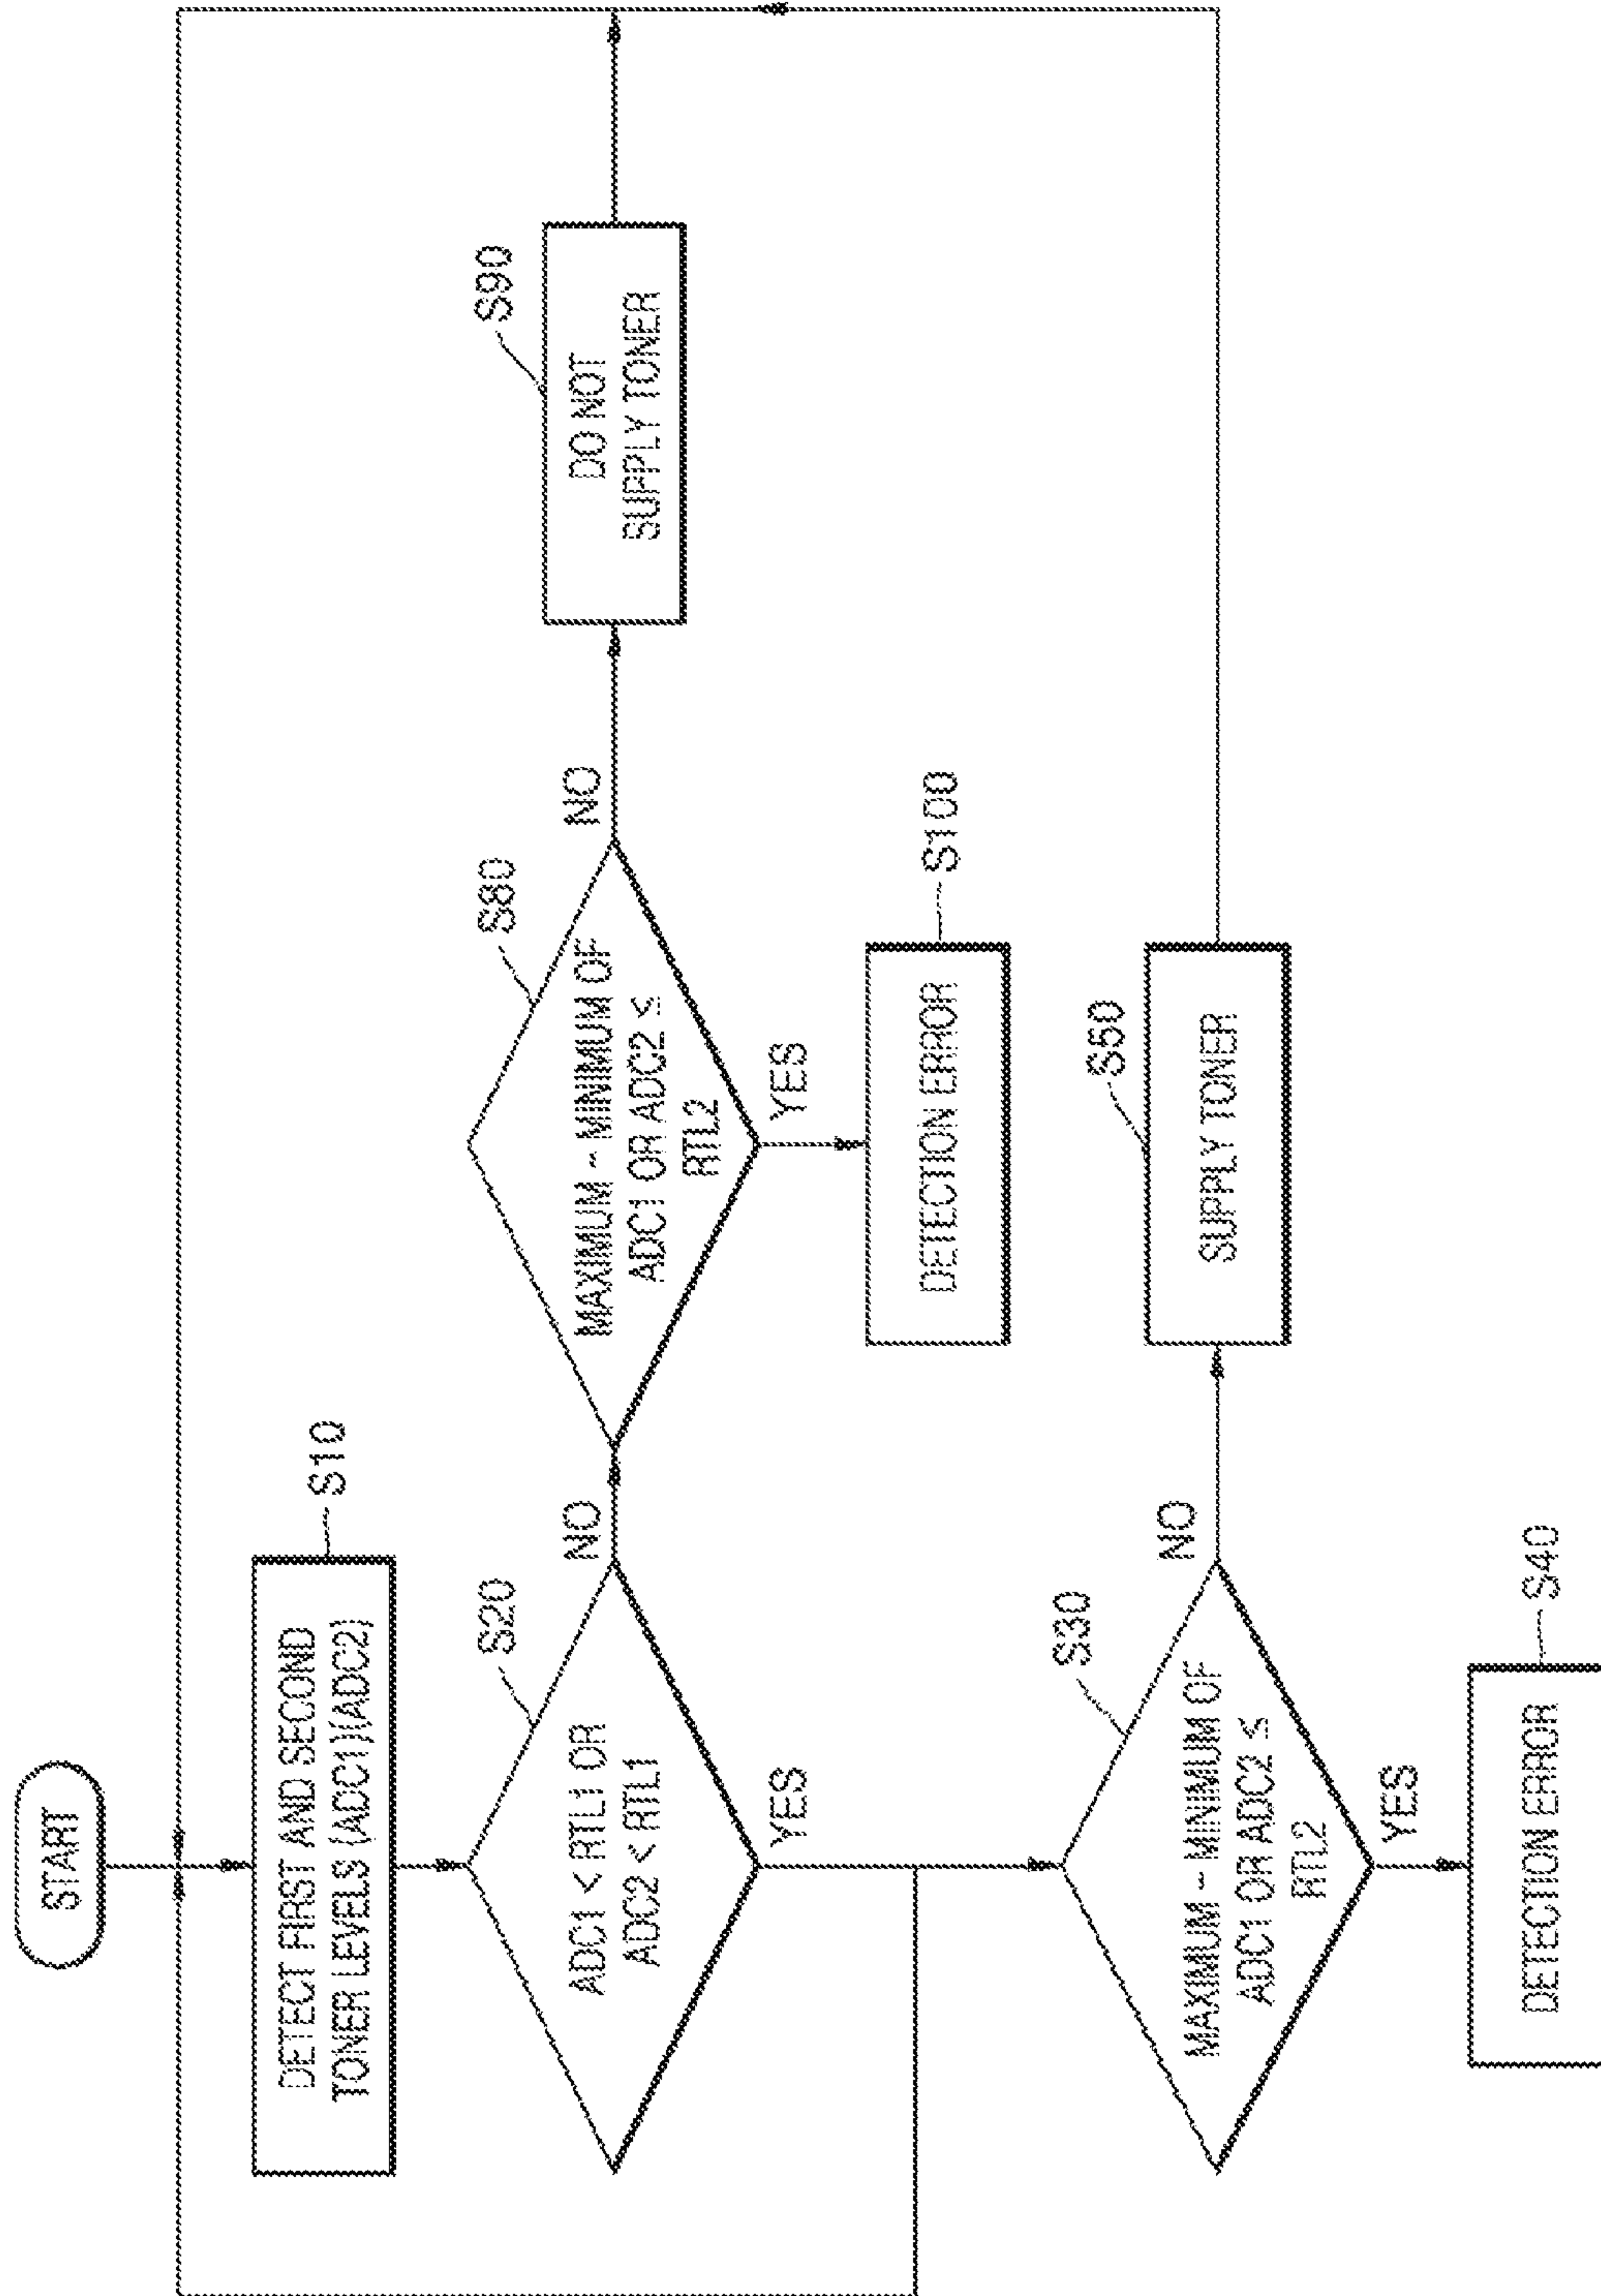 START
S10
DETECT FIRST AND SECOND
TONER LEVELS (ADC1)(ADC2)
S20
ADC1 < RTL1 OR
ADC2 < RTL1
NO
YES
S80
MAXIMUM - MINIMUM OF
ADC1 OR ADC2 ≤
RTL2
NO
YES
S90
DO NOT
SUPPLY TONER
DETECTION ERROR
S100
S30
MAXIMUM - MINIMUM OF
ADC1 OR ADC2 ≤
RTL2
NO
YES
S50
SUPPLY TONER
S40
DETECTION ERROR